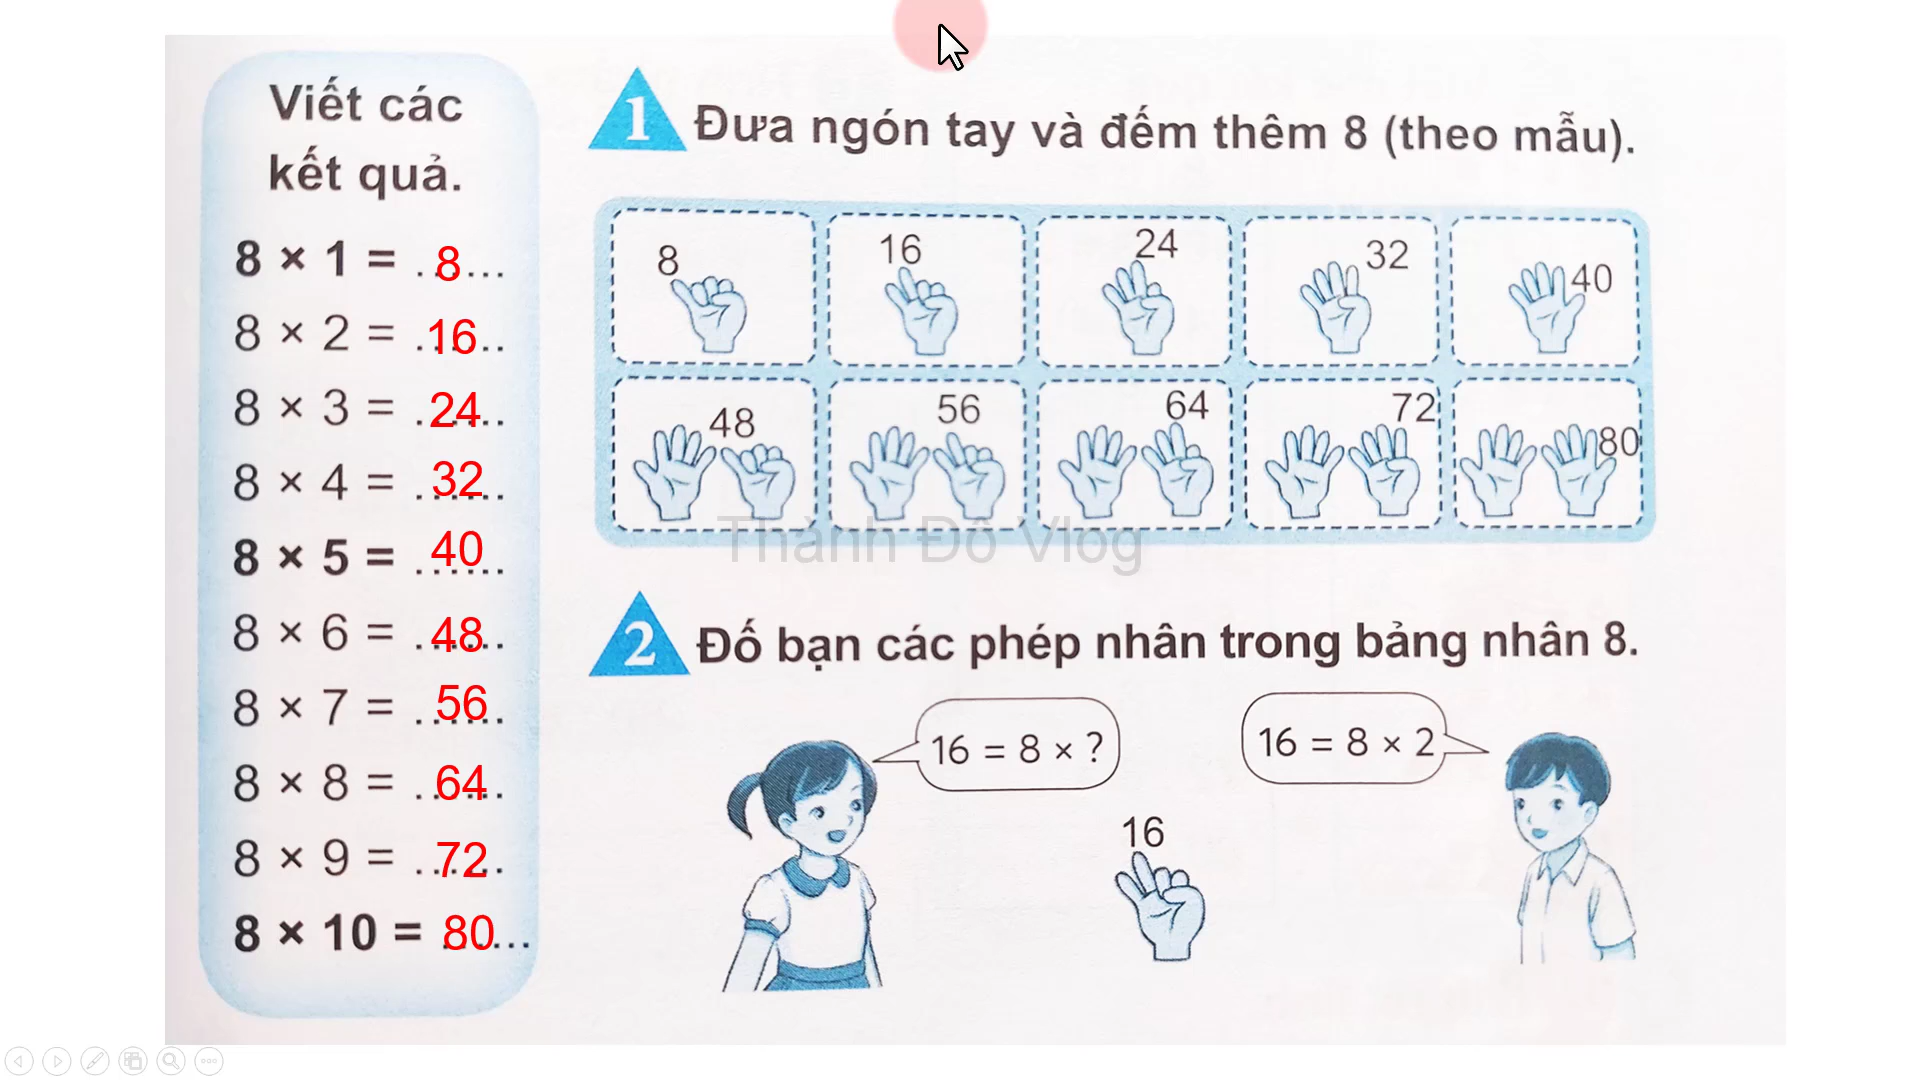 Viết các
kết quả.
8 × 1 = 8
8 × 2 = 16
8 × 3 = 24
8 × 4 = 32
8 × 5 = 40
8 × 6 = 48
8 × 7 = 56
8 × 8 = 64
8 × 9 = 72
8 × 10 = 80
1 Đưa ngón tay và đếm thêm 8 (theo mẫu).
8 16 24 32 40
48 56 64 72 80
Thành Đô Vlog
2 Đố bạn các phép nhân trong bảng nhân 8.
16 = 8 × ?
16 = 8 × 2
16